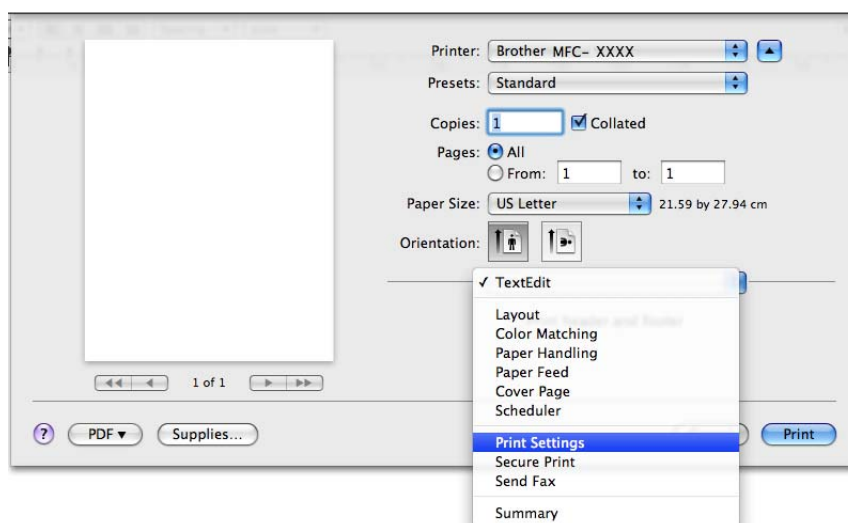 Printer: Brother MFC- XXXX
Presets: Standard
Copies: 1 Collated
Pages: All
From: 1 to: 1
Paper Size: US Letter 21.59 by 27.94 cm
Orientation:
✓ TextEdit
Layout
Color Matching
Paper Handling
Paper Feed
Cover Page
Scheduler
Print Settings
Secure Print
Send Fax
Summary
1 of 1
? PDF▼ Supplies... Print